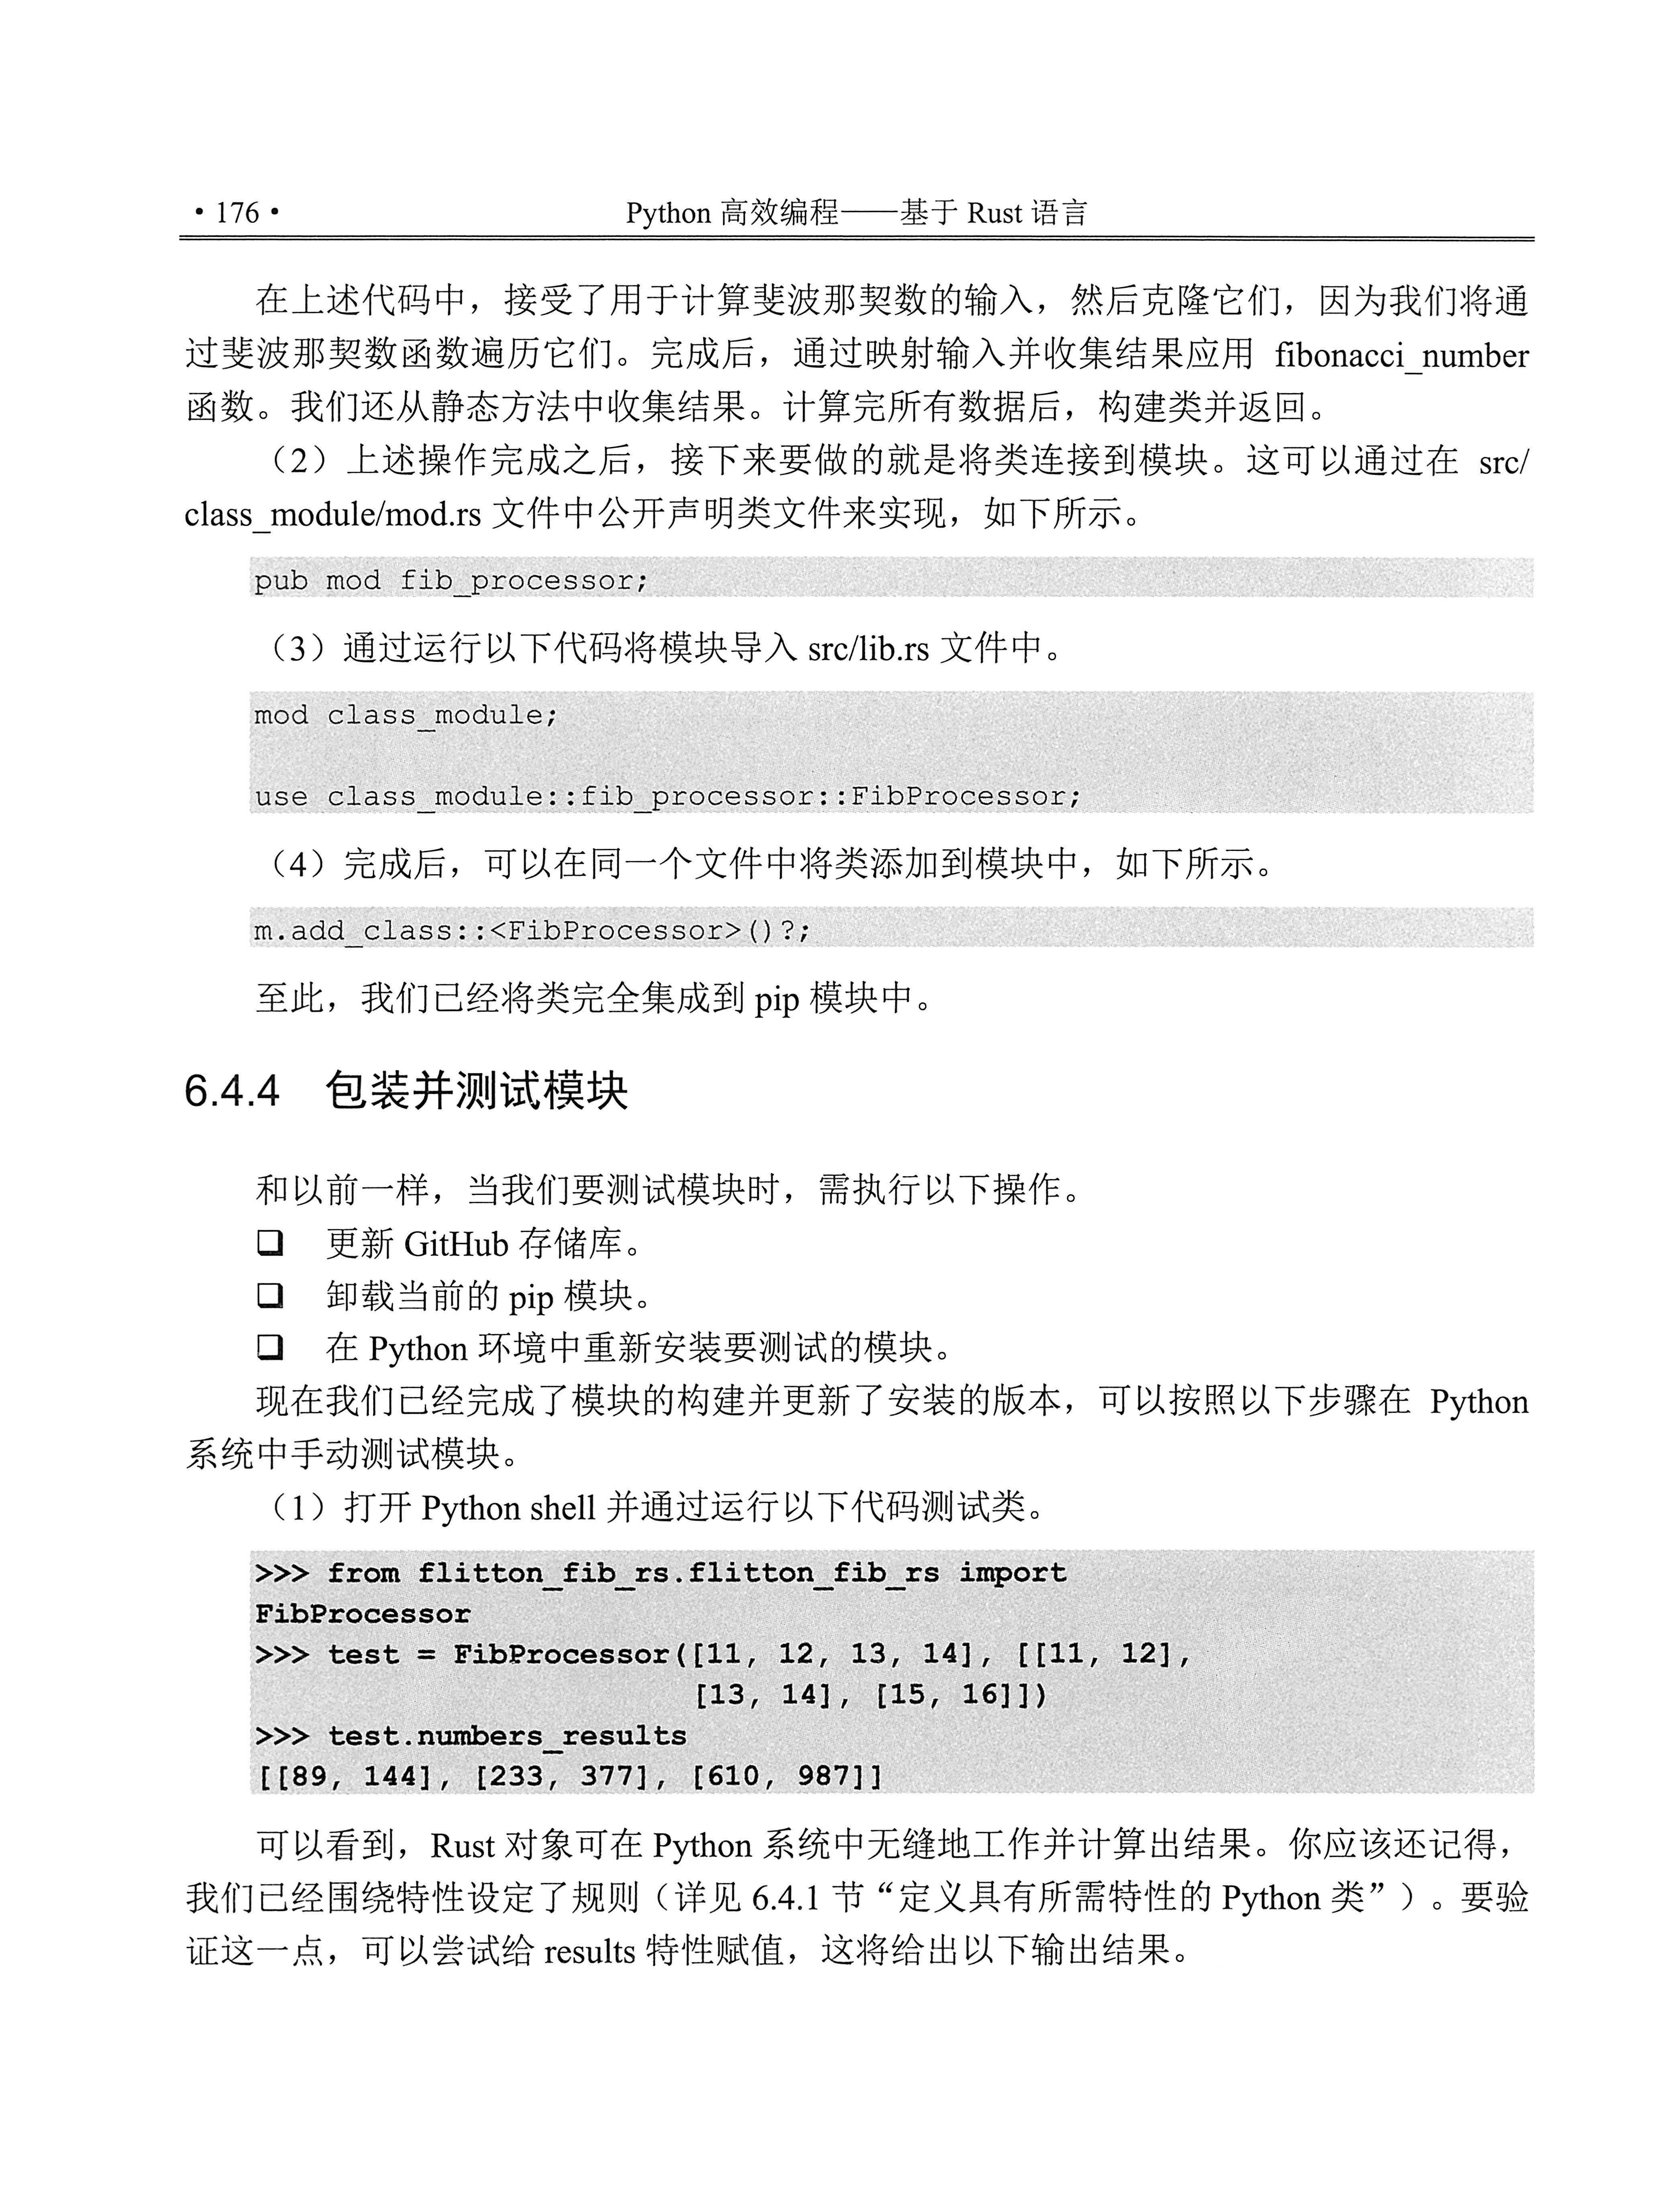 • 176 •
Python 高效编程——基于 Rust 语言
在上述代码中，接受了用于计算斐波那契数的输入，然后克隆它们，因为我们将通
过斐波那契数函数遍历它们。完成后，通过映射输入并收集结果应用 fibonacci_number
函数。我们还从静态方法中收集结果。计算完所有数据后，构建类并返回。
（2）上述操作完成之后，接下来要做的就是将类连接到模块。这可以通过在 src/
class_module/mod.rs 文件中公开声明类文件来实现，如下所示。
pub mod fib_processor;
（3）通过运行以下代码将模块导入 src/lib.rs 文件中。
mod class_module;
use class_module::fib_processor::FibProcessor;
（4）完成后，可以在同一个文件中将类添加到模块中，如下所示。
m.add_class::<FibProcessor>()?;
至此，我们已经将类完全集成到 pip 模块中。
6.4.4 包装并测试模块
和以前一样，当我们要测试模块时，需执行以下操作。
❑ 更新 GitHub 存储库。
❑ 卸载当前的 pip 模块。
❑ 在 Python 环境中重新安装要测试的模块。
现在我们已经完成了模块的构建并更新了安装的版本，可以按照以下步骤在 Python
系统中手动测试模块。
（1）打开 Python shell 并通过运行以下代码测试类。
>>> from flitton_fib_rs.flitton_fib_rs import
FibProcessor
>>> test = FibProcessor([11, 12, 13, 14], [[11, 12],
[13, 14], [15, 16]])
>>> test.numbers_results
[[89, 144], [233, 377], [610, 987]]
可以看到，Rust 对象可在 Python 系统中无缝地工作并计算出结果。你应该还记得，
我们已经围绕特性设定了规则（详见 6.4.1 节“定义具有所需特性的 Python 类”）。要验
证这一点，可以尝试给 results 特性赋值，这将给出以下输出结果。